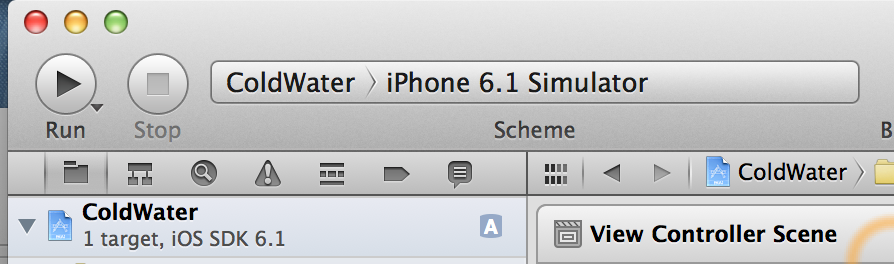 ColdWater 〉 iPhone 6.1 Simulator
Run
Stop
Scheme
B
ColdWater 〉
ColdWater
1 target, iOS SDK 6.1
A
View Controller Scene